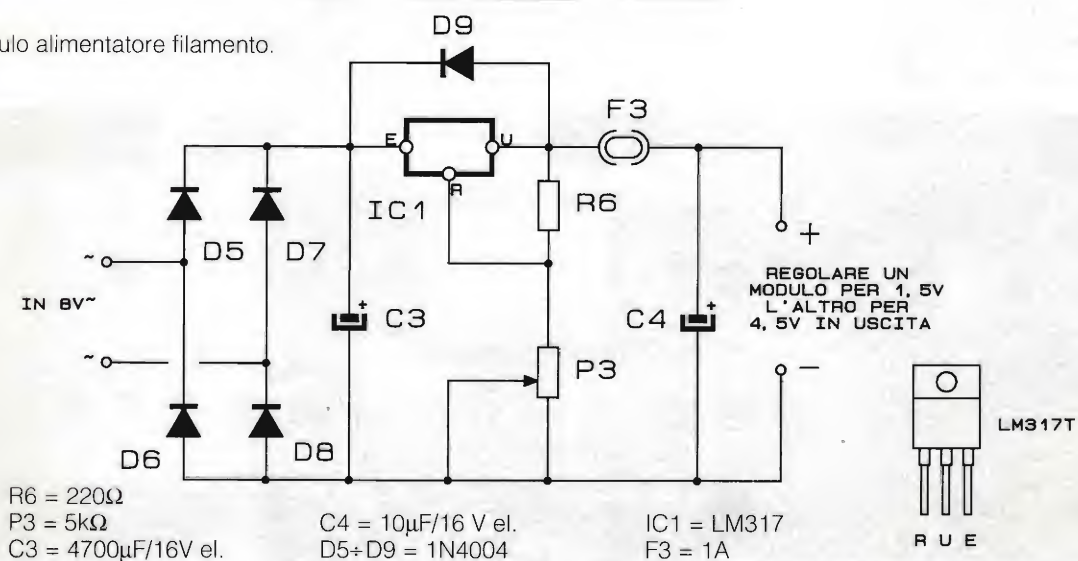 ulo alimentatore filamento.
D9
F3
E
U
R
IC1
R6
D5
D7
~
IN 8V~
~
C3
+
C4
+
P3
D6
D8
+
REGOLARE UN
MODULO PER 1,5V
L'ALTRO PER
4,5V IN USCITA
−
LM317T
R U E
R6 = 220Ω
P3 = 5kΩ
C3 = 4700µF/16V el.
C4 = 10µF/16 V el.
D5÷D9 = 1N4004
IC1 = LM317
F3 = 1A